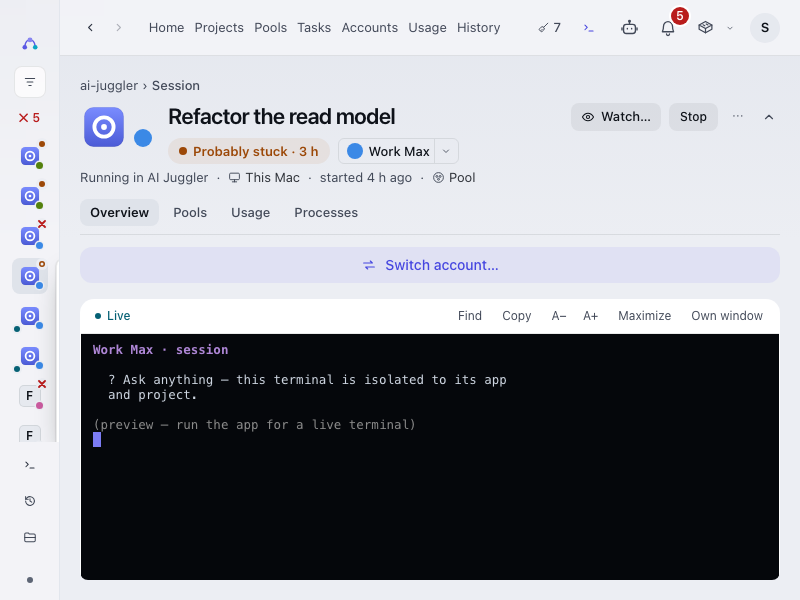 Home Projects Pools Tasks Accounts Usage History
7
5
S
5
F
F
ai-juggler › Session
Refactor the read model
Watch...
Stop
Probably stuck · 3 h
Work Max
Running in AI Juggler · This Mac · started 4 h ago · Pool
Overview Pools Usage Processes
Switch account...
Live
Find Copy A– A+ Maximize Own window
Work Max · session
? Ask anything — this terminal is isolated to its app
and project.
(preview — run the app for a live terminal)